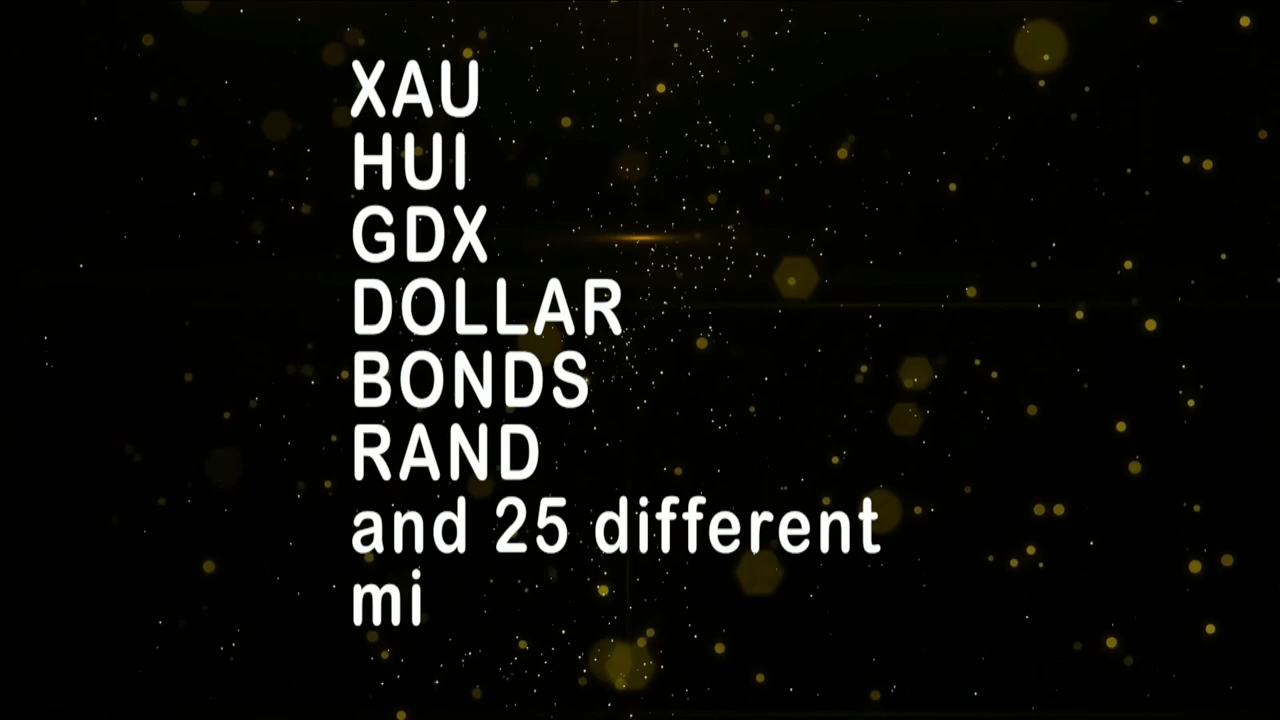 XAU
HUI
GDX
DOLLAR
BONDS
RAND
and 25 different
mi